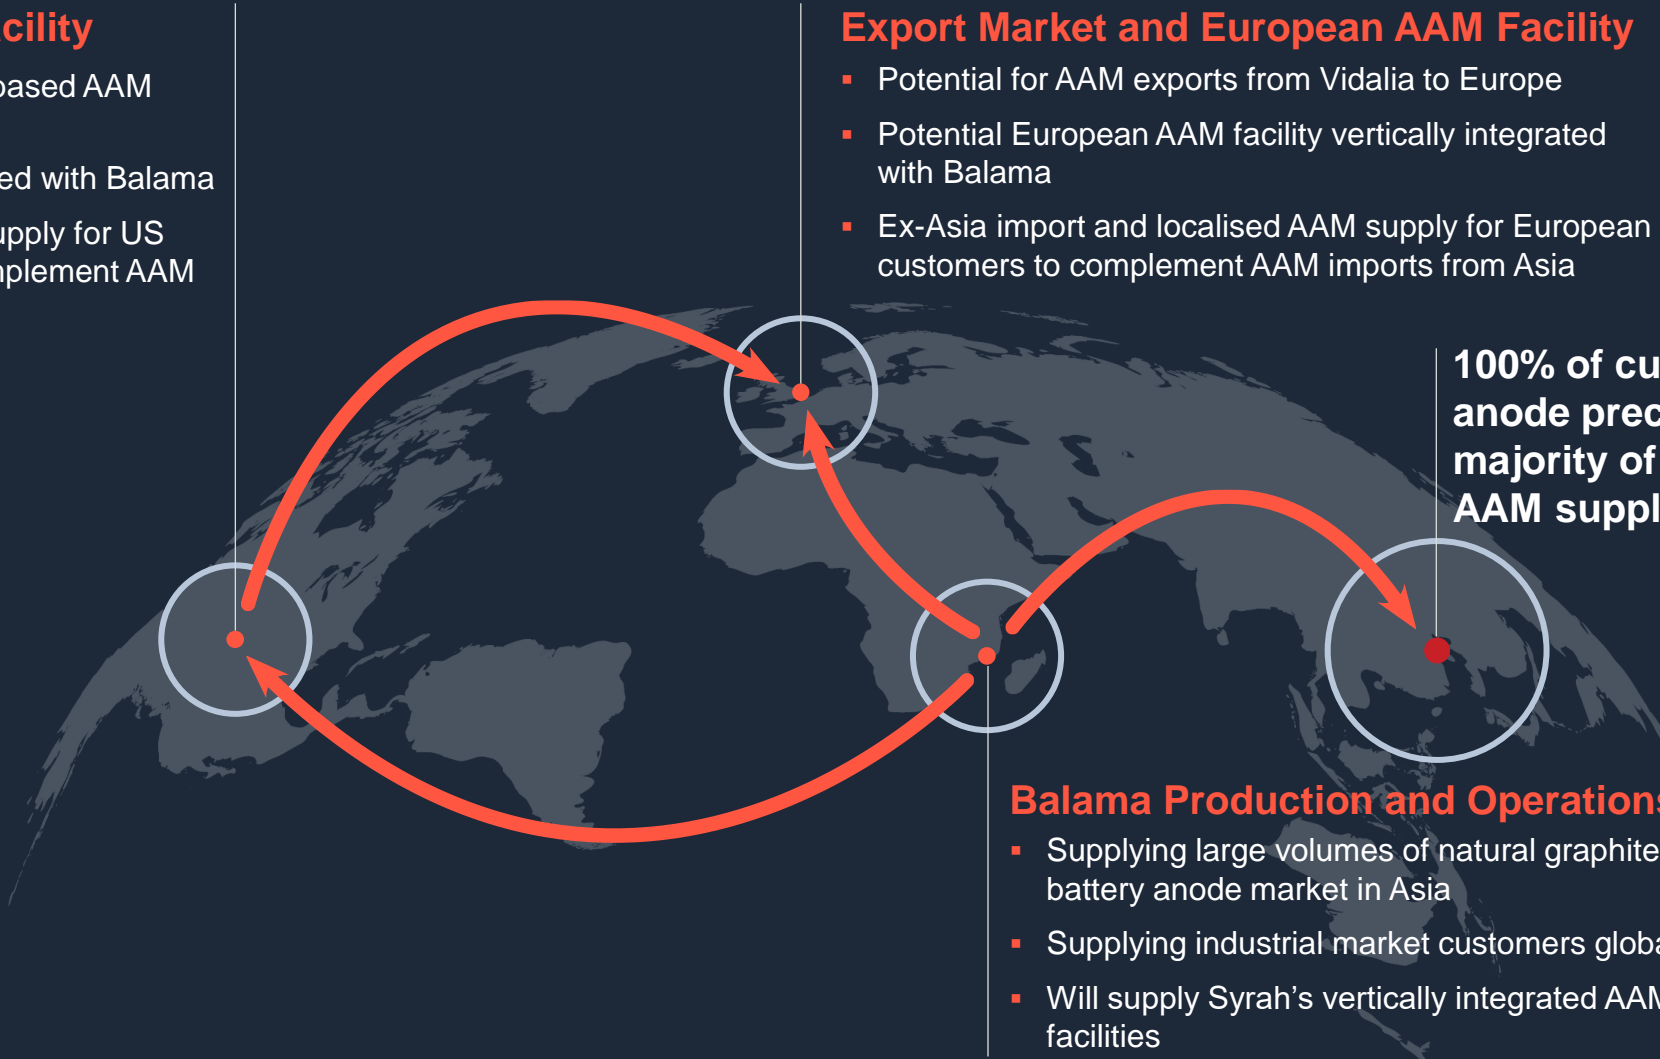 cility
based AAM
ed with Balama
upply for US
nplement AAM
Export Market and European AAM Facility
▪ Potential for AAM exports from Vidalia to Europe
▪ Potential European AAM facility vertically integrated
with Balama
▪ Ex-Asia import and localised AAM supply for European
customers to complement AAM imports from Asia
100% of cu
anode prec
majority of
AAM suppl
Balama Production and Operations
▪ Supplying large volumes of natural graphite
battery anode market in Asia
▪ Supplying industrial market customers globa
▪ Will supply Syrah’s vertically integrated AAM
facilities